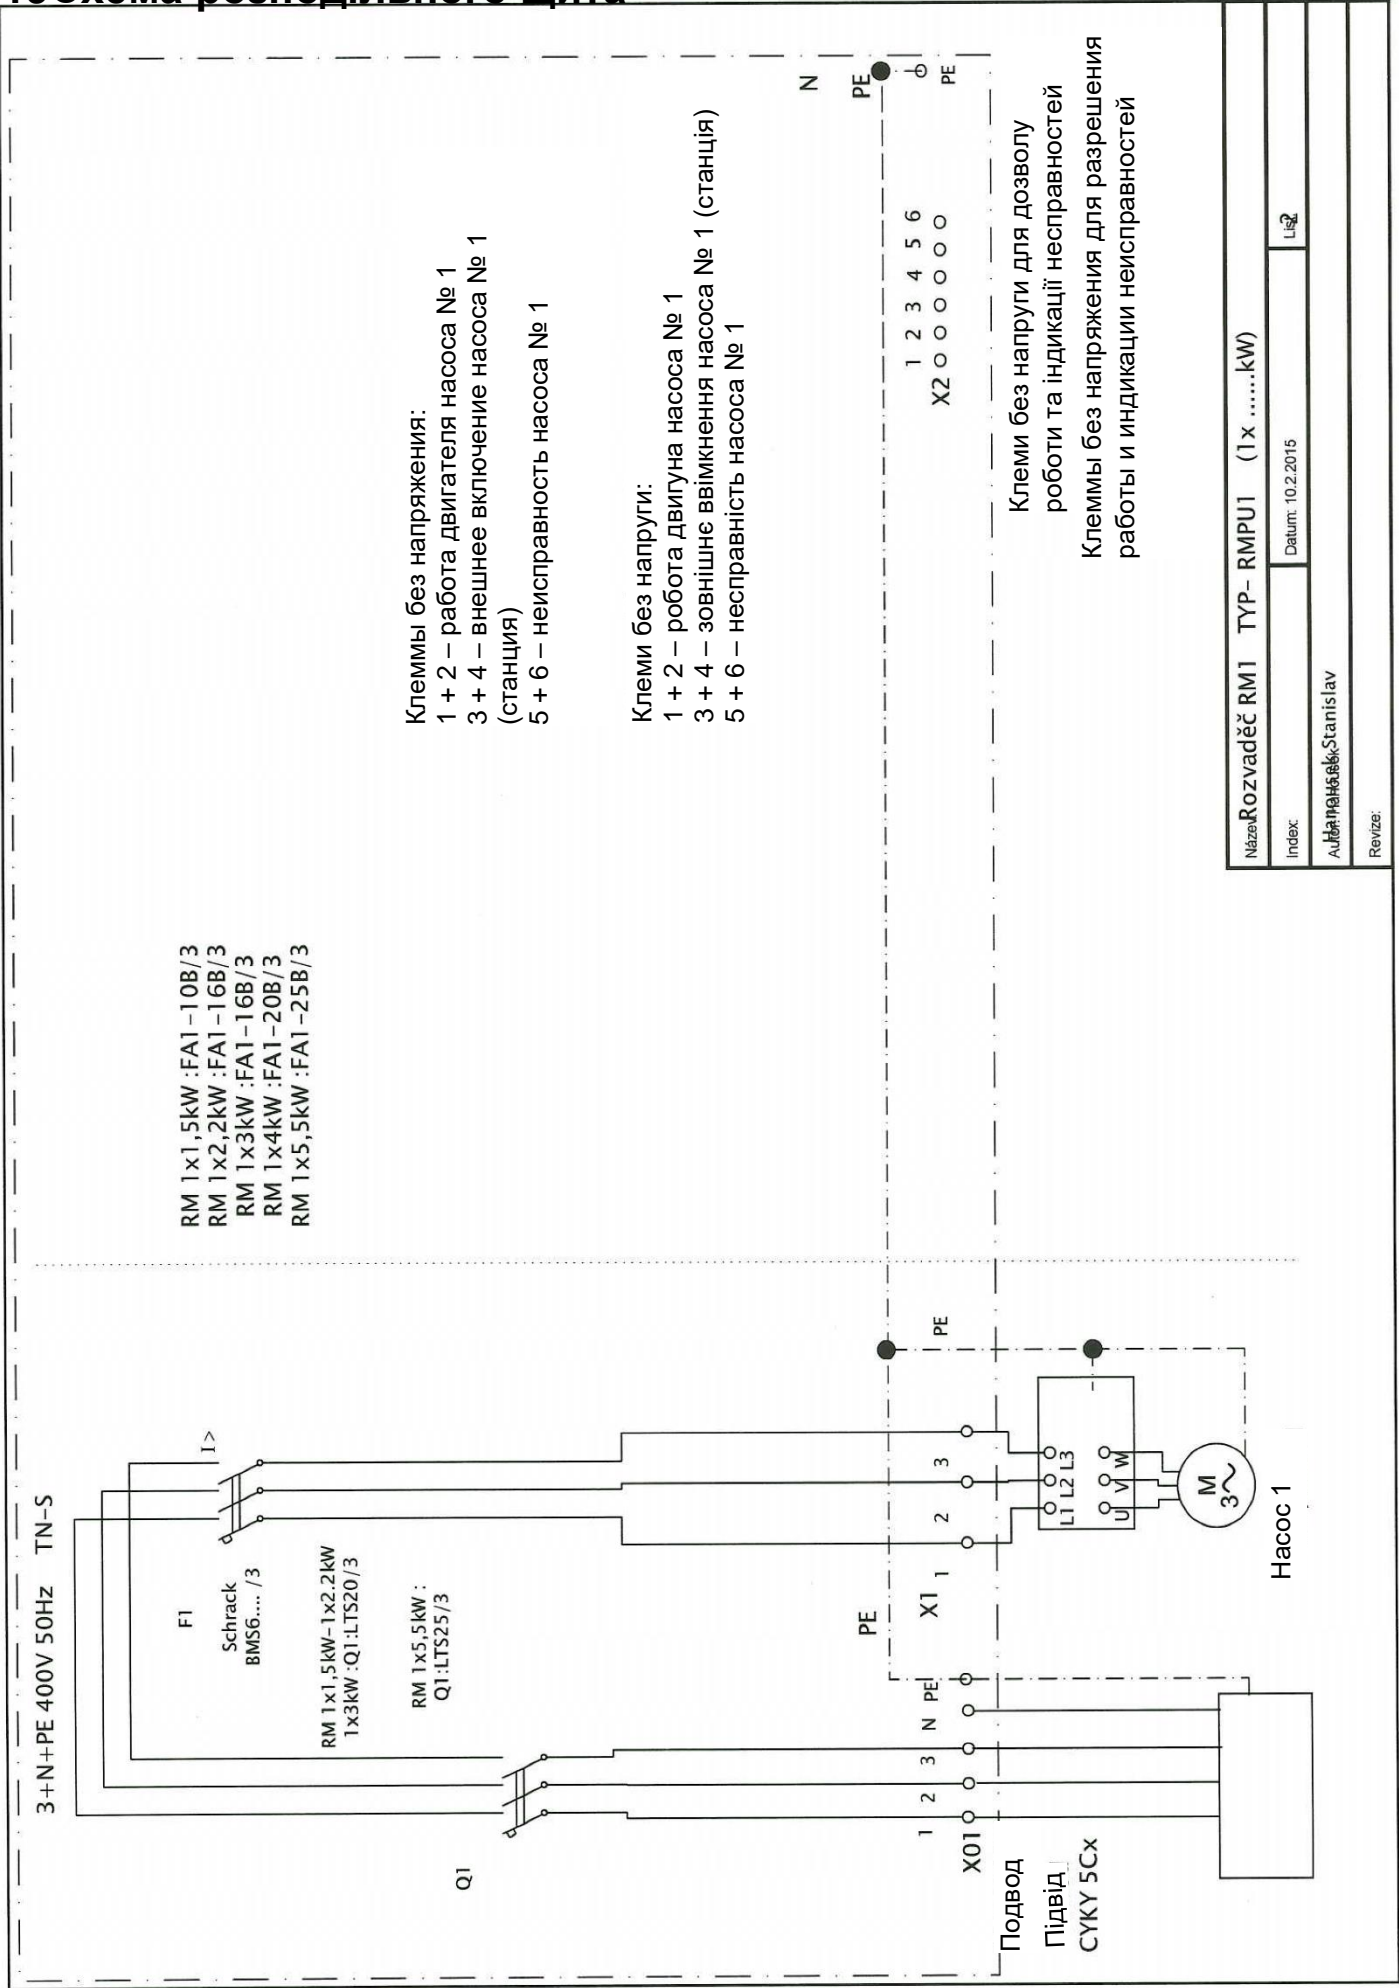 3+N+PE 400V 50Hz TN-S
Q1
F1
I>
Schrack
BMS6.... /3
RM 1x1,5kW-1x2.2kW
1x3kW :Q1:LTS20/3
RM 1x5,5kW :
Q1:LTS25/3
RM 1x1,5kW :FA1-10B/3
RM 1x2,2kW :FA1-16B/3
RM 1x3kW :FA1-16B/3
RM 1x4kW :FA1-20B/3
RM 1x5,5kW :FA1-25B/3
Клеммы без напряжения:
1 + 2 – работа двигателя насоса № 1
3 + 4 – внешнее включение насоса № 1
(станция)
5 + 6 – неисправность насоса № 1
Клеми без напруги:
1 + 2 – робота двигуна насоса № 1
3 + 4 – зовнішнє ввімкнення насоса № 1 (станція)
5 + 6 – несправність насоса № 1
N
PE
PE
PE
PE
X01
1 2 3 N PE
X1
1 2 3
X2
1 2 3 4 5 6
Подвод
Підвід
CYKY 5Cx
L1 L2 L3
U V W
M
3~
Насос 1
Клеми без напруги для дозволу
роботи та індикації несправностей
Клеммы без напряжения для разрешения
работы и индикации неисправностей
Název Rozvaděč RM1 TYP- RMPU1 (1x ......kW)
Index:
Datum: 10.2.2015
List 2
Hanousek Stanislav
Revize: